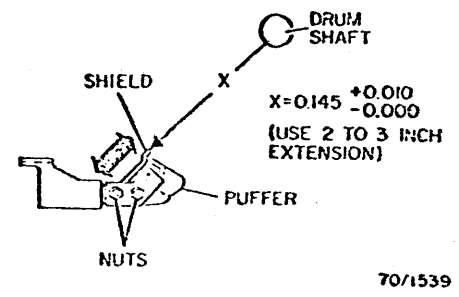 DRUM
SHAFT
SHIELD
X
X=0.145 +0.010
-0.000
(USE 2 TO 3 INCH
EXTENSION)
PUFFER
NUTS
70/1539